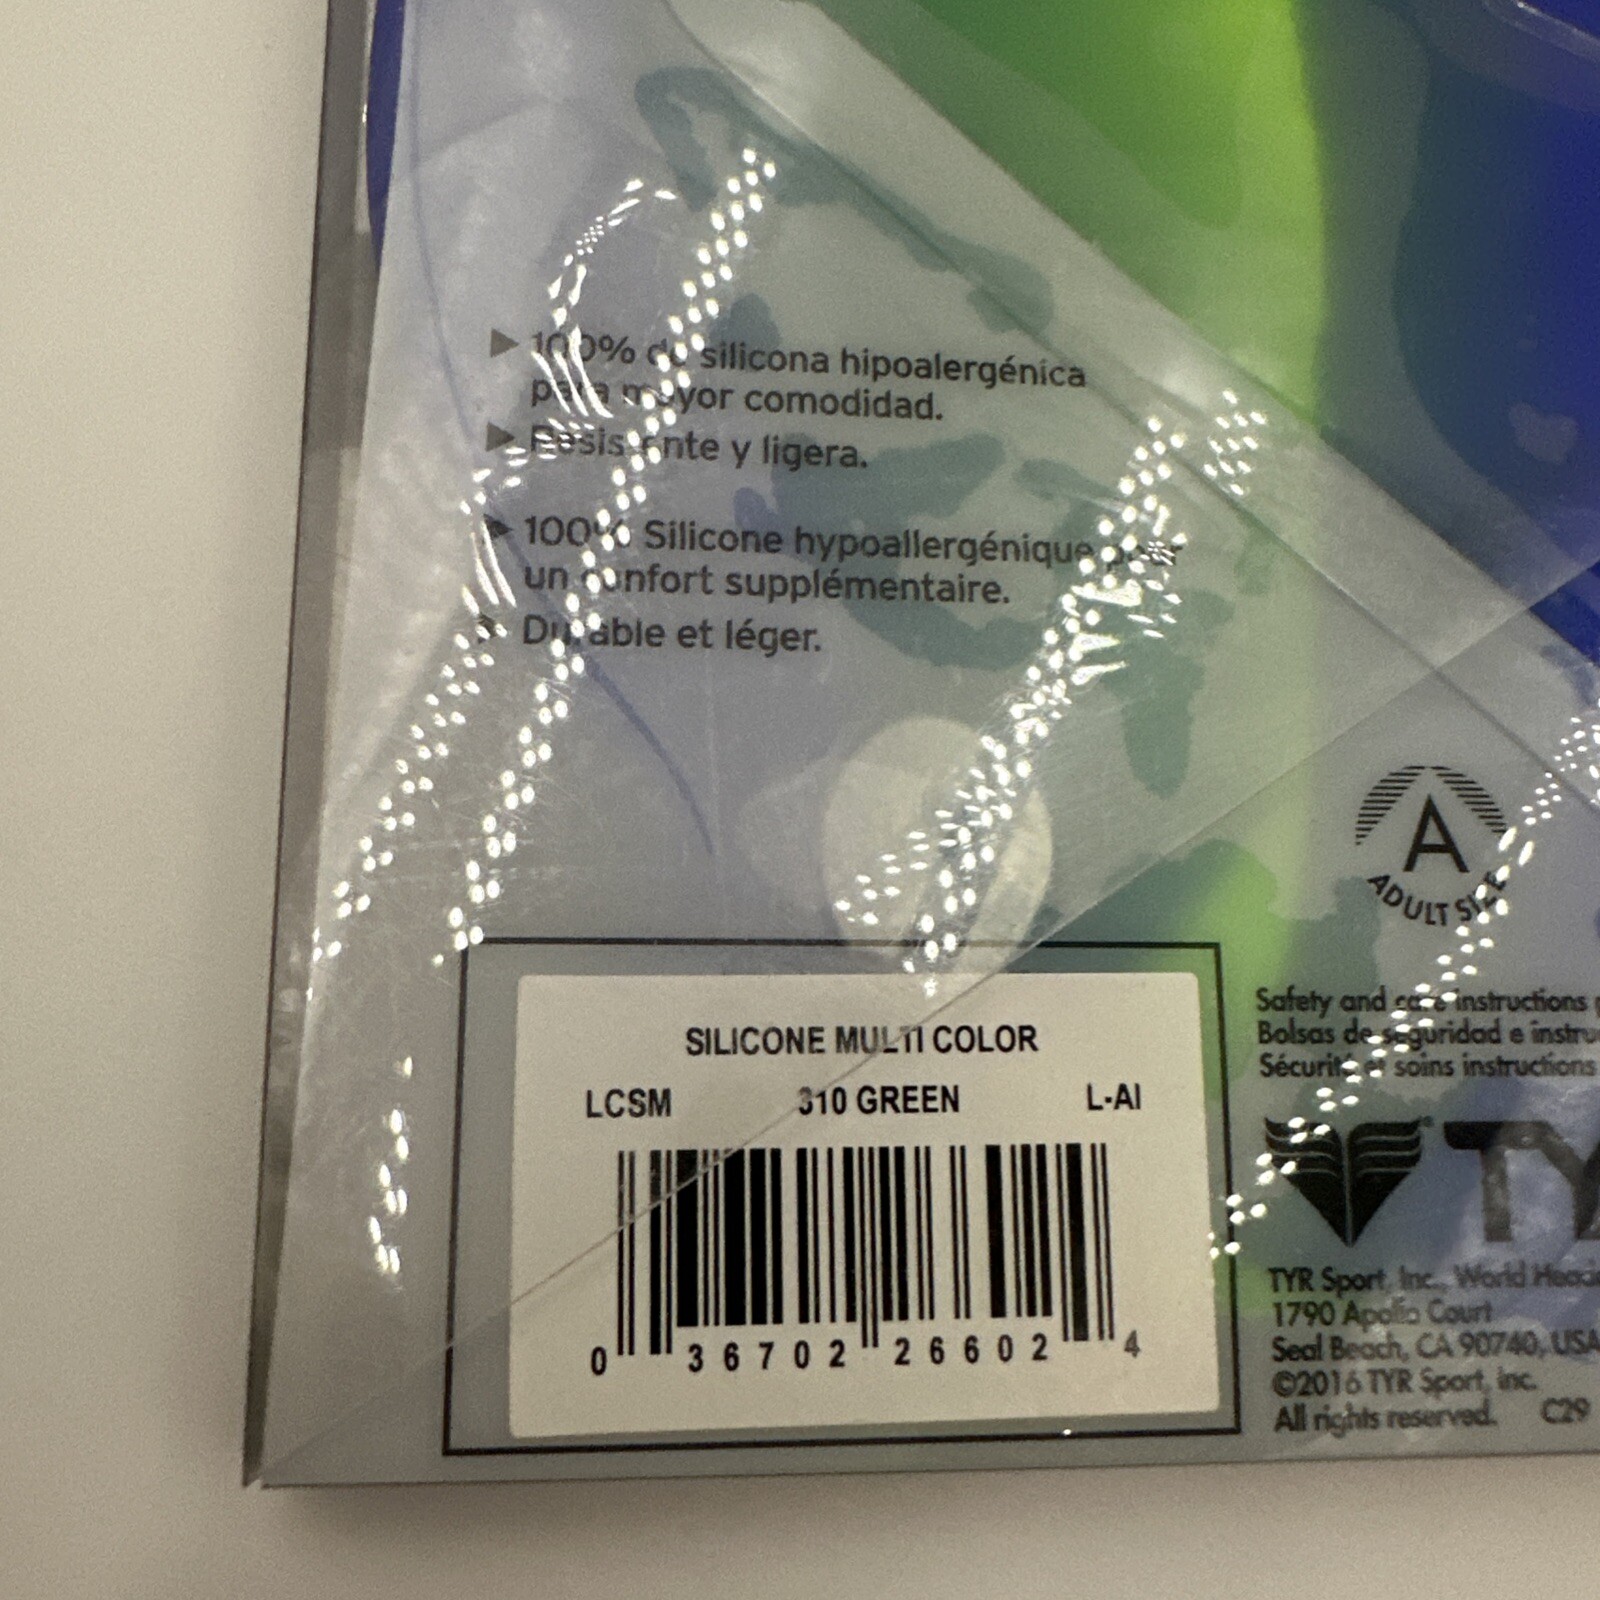 100% de silicona hipoalergénica
para mayor comodidad.
Resistente y ligera.
100% Silicone hypoallergénique pour
un confort supplémentaire.
Durable et léger.
A
ADULT SIZE
SILICONE MULTI COLOR
LCSM 310 GREEN L-AI
0 36702 26602 4
Safety and care instructions
Bolsas de seguridad e
Sécurité et soins instructions
TYR Sport, Inc., World
1790 Apollo Court
Seal Beach, CA 90740, USA
©2016 TYR Sport, Inc.
All rights reserved. C29